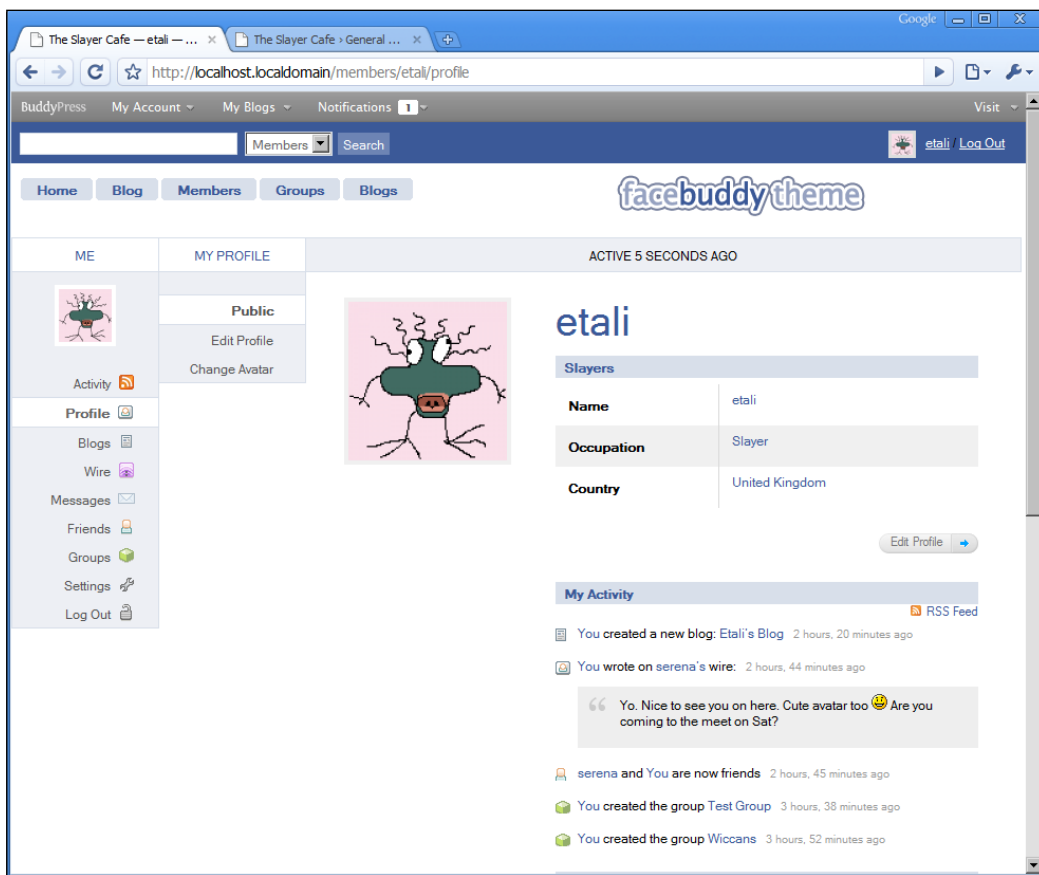 Google
The Slayer Cafe — etali — ...
The Slayer Cafe › General ...
http://localhost.localdomain/members/etali/profile
BuddyPress My Account My Blogs Notifications 1 Visit
Members Search etali / Log Out
Home Blog Members Groups Blogs
facebuddy theme
ME MY PROFILE ACTIVE 5 SECONDS AGO
Public
Edit Profile
Change Avatar
Activity
Profile
Blogs
Wire
Messages
Friends
Groups
Settings
Log Out
etali
Slayers
Name etali
Occupation Slayer
Country United Kingdom
Edit Profile
My Activity
RSS Feed
You created a new blog: Etali's Blog 2 hours, 20 minutes ago
You wrote on serena's wire: 2 hours, 44 minutes ago
“ Yo. Nice to see you on here. Cute avatar too Are you
coming to the meet on Sat?
serena and You are now friends 2 hours, 45 minutes ago
You created the group Test Group 3 hours, 38 minutes ago
You created the group Wiccans 3 hours, 52 minutes ago